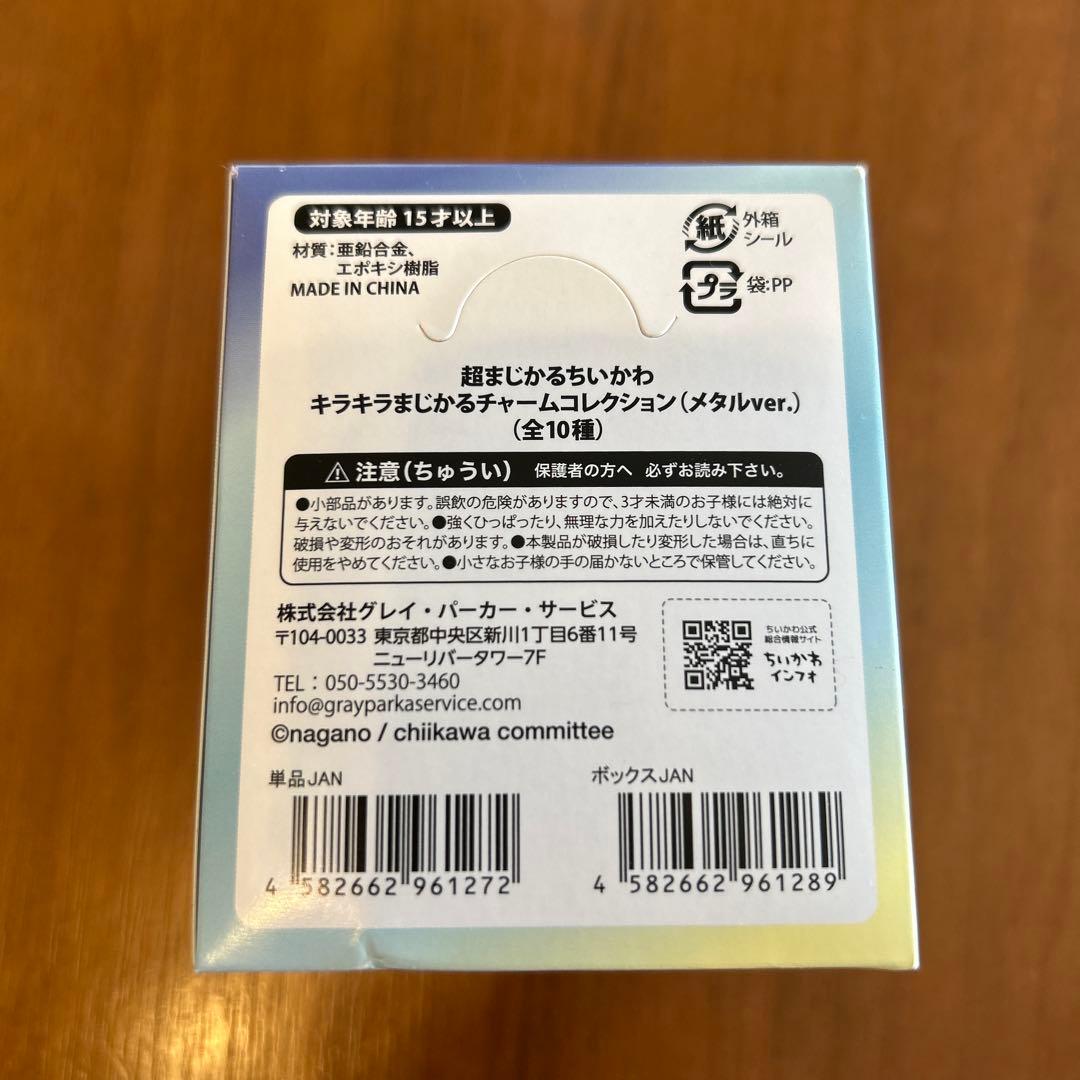 対象年齢 15才以上
材質:亜鉛合金、
エポキシ樹脂
MADE IN CHINA
紙
外箱
シール
プラ
袋:PP
超まじかるちいかわ
キラキラまじかるチャームコレクション(メタルver.)
(全10種)
注意(ちゅうい) 保護者の方へ 必ずお読み下さい。
●小部品があります。誤飲の危険がありますので、3才未満のお子様には絶対に
与えないでください。●強くひっぱったり、無理な力を加えたりしないでください。
破損や変形のおそれがあります。●本製品が破損したり変形した場合は、直ちに
使用をやめてください。●小さなお子様の手の届かないところで保管してください。
株式会社グレイ・パーカー・サービス
〒104-0033 東京都中央区新川1丁目6番11号
ニューリバータワー7F
TEL:050-5530-3460
info@grayparkaservice.com
©nagano / chiikawa committee
ちいかわ公式
総合情報サイト
ちいかわ
インフォ
単品JAN
ボックスJAN
4 582662 961272
4 582662 961289